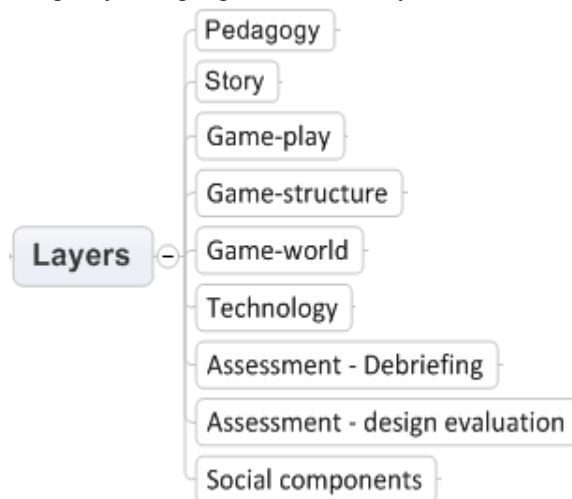 Pedagogy
Story
Game-play
Game-structure
Layers
Game-world
Technology
Assessment - Debriefing
Assessment - design evaluation
Social components